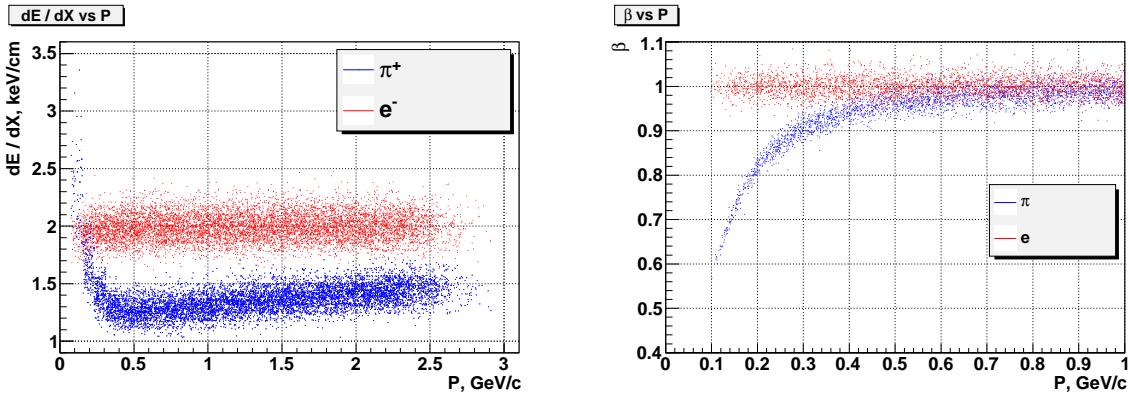 dE / dX vs P
dE / dX, keV/cm
3.5
3
2.5
2
1.5
1
π+
e-
0 0.5 1 1.5 2 2.5 3
P, GeV/c
β vs P
β
1.1
1
0.9
0.8
0.7
0.6
0.5
0.4
π
e
0 0.1 0.2 0.3 0.4 0.5 0.6 0.7 0.8 0.9 1
P, GeV/c